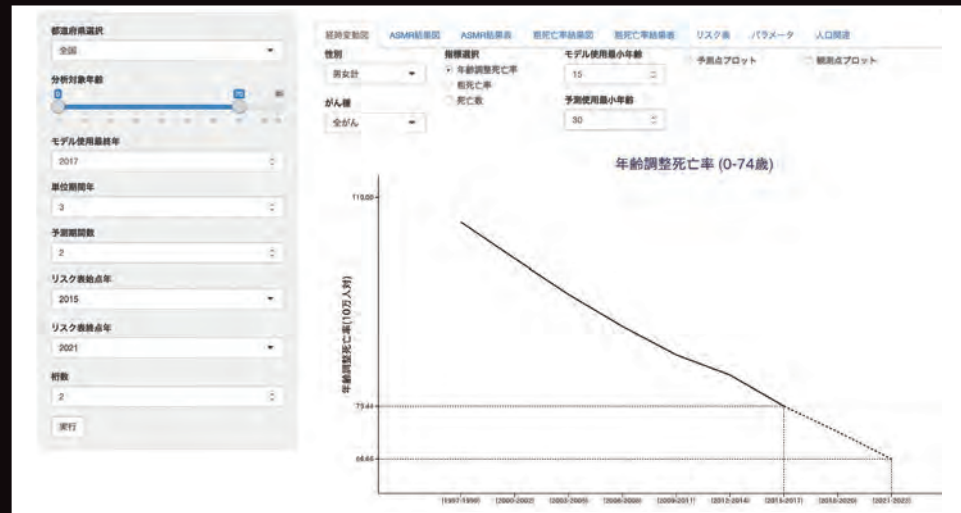 都道府県選択
全国
分析対象年齢
0
70
モデル使用最終年
2017
単位期間年
3
予測期間数
2
リスク表始点年
2015
リスク表終点年
2021
桁数
2
実行
経時変動図 ASMR結果図 ASMR結果表 粗死亡率結果図 粗死亡率結果表 リスク表 パラメータ 人口関連
性別
男女計
がん種
全がん
指標選択
年齢調整死亡率
粗死亡率
死亡数
モデル使用最小年齢
15
予測使用最小年齢
30
予測点プロット
観測点プロット
年齢調整死亡率 (0-74歳)
年齢調整死亡率(10万人対)
110.00
73.44
[1997-1999] [2000-2002] [2003-2005] [2006-2008] [2009-2011] [2012-2014] [2015-2017] [2018-2020] [2021-2023]